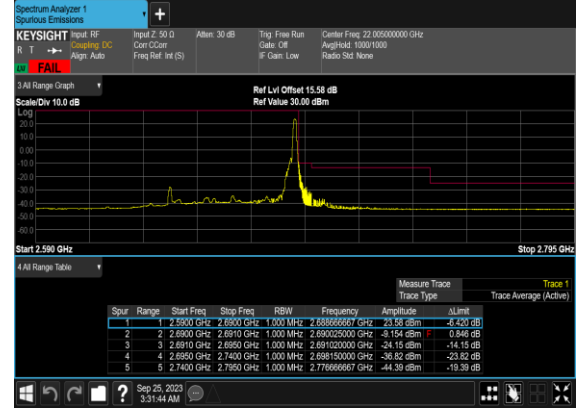 Spectrum Analyzer 1
Spurious Emissions
+
KEYSIGHT Input: RF Input Z: 50 Ω Atten: 30 dB Trig: Free Run Center Freq: 22.005000000 GHz
R T Coupling: DC Corr CCorr Gate: Off Avg|Hold: 1000/1000
Align: Auto Freq Ref: Int (S) IF Gain: Low Radio Std: None
LXI FAIL
3 All Range Graph
Ref Lvl Offset 15.58 dB
Scale/Div 10.0 dB Ref Value 30.00 dBm
Log
20.0
10.0
0.00
-10.0
-20.0
-30.0
-40.0
-50.0
-60.0
Start 2.590 GHz Stop 2.795 GHz
4 All Range Table
Measure Trace Trace 1
Trace Type Trace Average (Active)
Spur Range Start Freq Stop Freq RBW Frequency Amplitude ΔLimit
1 1 2.5900 GHz 2.6900 GHz 1.000 MHz 2.688666667 GHz 23.58 dBm -6.420 dB
2 2 2.6900 GHz 2.6910 GHz 1.000 MHz 2.690025000 GHz -9.154 dBm F 0.846 dB
3 3 2.6910 GHz 2.6950 GHz 1.000 MHz 2.691020000 GHz -24.15 dBm -14.15 dB
4 4 2.6950 GHz 2.7400 GHz 1.000 MHz 2.698150000 GHz -36.82 dBm -23.82 dB
5 5 2.7400 GHz 2.7950 GHz 1.000 MHz 2.776666667 GHz -44.39 dBm -19.39 dB
? Sep 25, 2023
3:31:44 AM